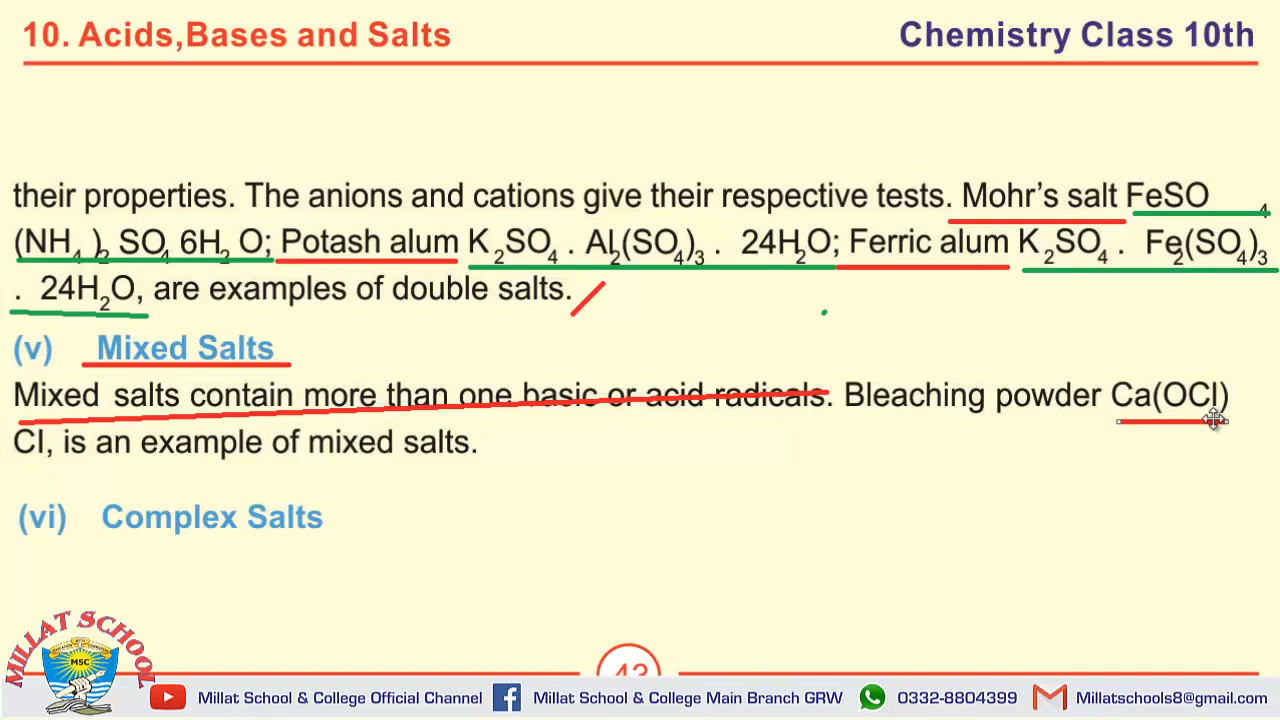 10. Acids,Bases and Salts Chemistry Class 10th
their properties. The anions and cations give their respective tests. Mohr’s salt FeSO4
(NH4)2 SO4 6H2 O; Potash alum K2SO4 . Al2(SO4)3 . 24H2O; Ferric alum K2SO4 . Fe2(SO4)3
. 24H2O, are examples of double salts.
(v) Mixed Salts
Mixed salts contain more than one basic or acid radicals. Bleaching powder Ca(OCl)
Cl, is an example of mixed salts.
(vi) Complex Salts
43
MILLAT SCHOOL
MSC
Millat School & College Official Channel Millat School & College Main Branch GRW 0332-8804399 Millatschools8@gmail.com